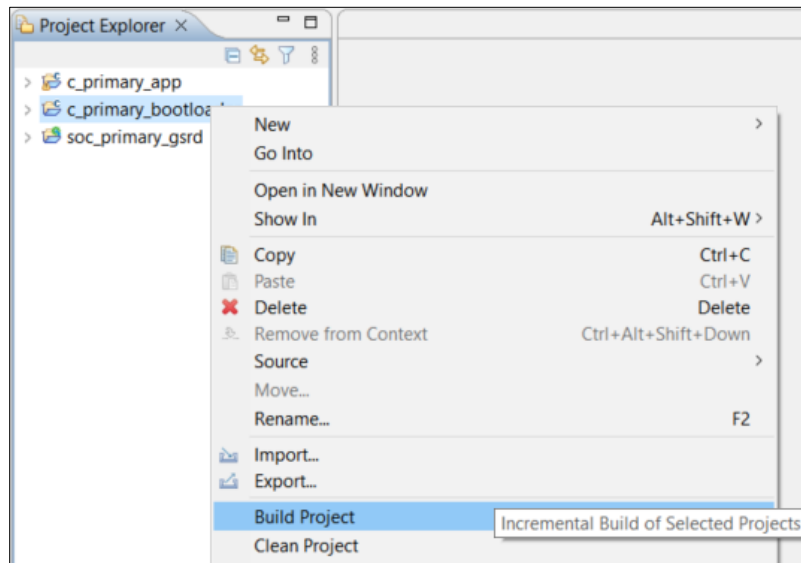 Project Explorer
c_primary_app
soc_primary_gsrd
New
Go Into
Open in New Window
Show In Alt+Shift+W
Copy Ctrl+C
Paste Ctrl+V
Delete Delete
Remove from Context Ctrl+Alt+Shift+Down
Source
Move...
Rename... F2
Import...
Export...
Build Project
Incremental Build of Selected Projects
Clean Project